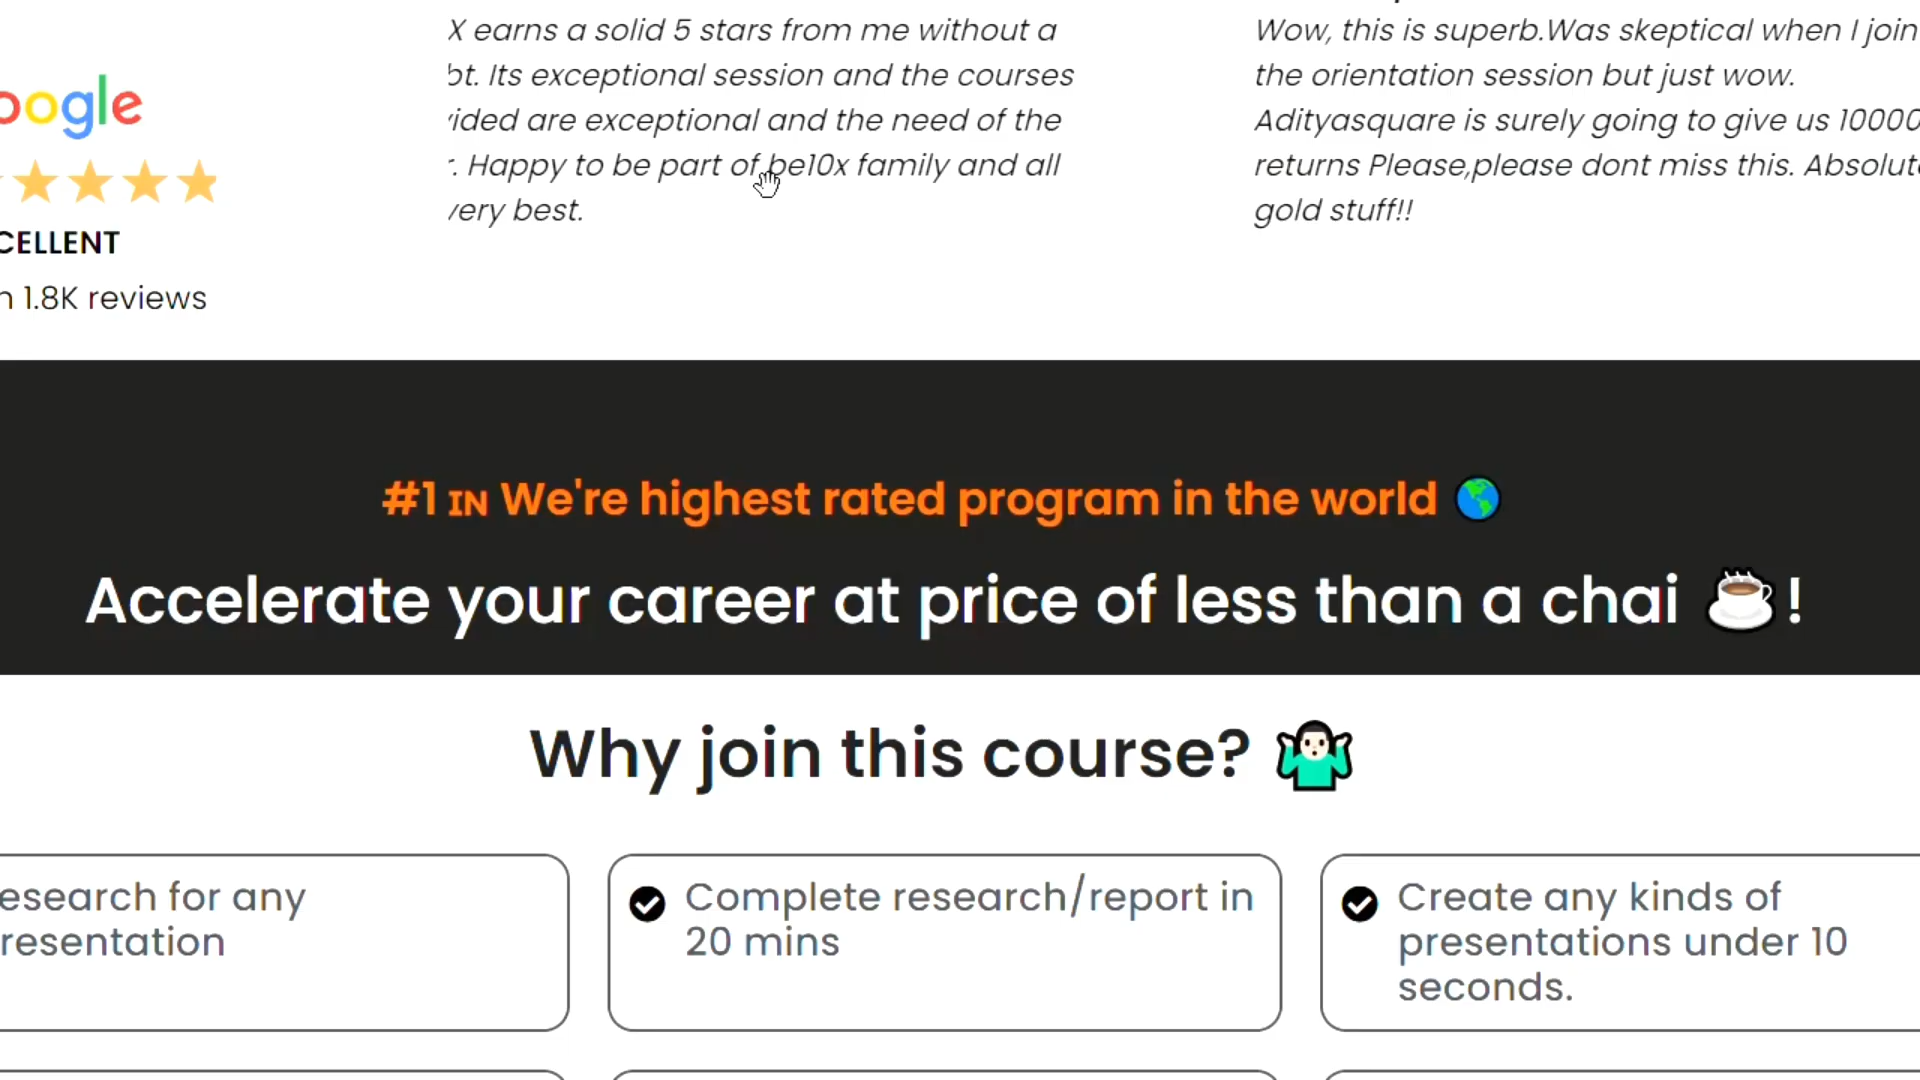 oogle
CELLENT
1.8K reviews
X earns a solid 5 stars from me without a
bt. Its exceptional session and the courses
vided are exceptional and the need of the
r. Happy to be part of be10x family and all
very best.
Wow, this is superb.Was skeptical when I join
the orientation session but just wow.
Adityasquare is surely going to give us 10000
returns Please,please dont miss this. Absolute
gold stuff!!
#1 IN We're highest rated program in the world 🌎
Accelerate your career at price of less than a chai ☕!
Why join this course? 🤷🏻‍♂️
esearch for any
resentation
Complete research/report in
20 mins
Create any kinds of
presentations under 10
seconds.